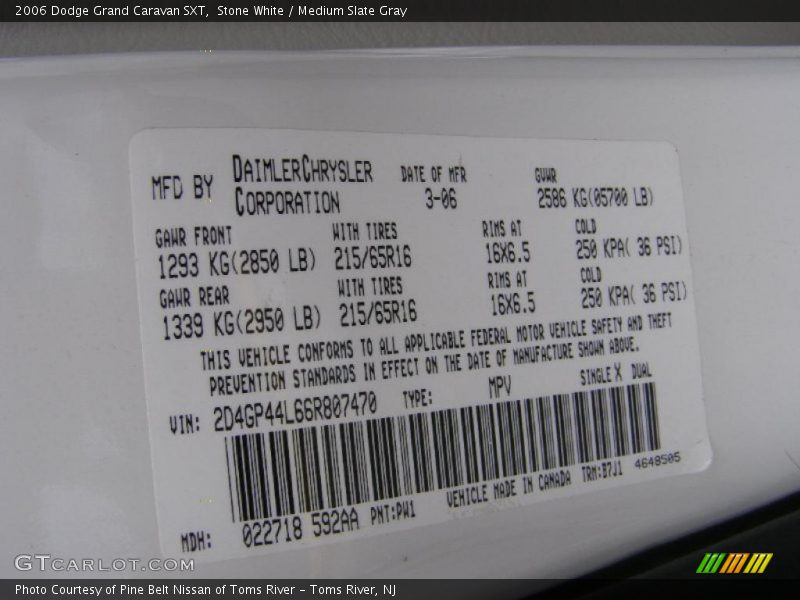 2006 Dodge Grand Caravan SXT, Stone White / Medium Slate Gray
MFD BY DAIMLERCHRYSLER CORPORATION DATE OF MFR 3-06 GVWR 2586 KG(05700 LB)
GAWR FRONT WITH TIRES RIMS AT COLD
1293 KG(2850 LB) 215/65R16 16X6.5 250 KPA( 36 PSI)
GAWR REAR WITH TIRES RIMS AT COLD
1339 KG(2950 LB) 215/65R16 16X6.5 250 KPA( 36 PSI)
THIS VEHICLE CONFORMS TO ALL APPLICABLE FEDERAL MOTOR VEHICLE SAFETY AND THEFT
PREVENTION STANDARDS IN EFFECT ON THE DATE OF MANUFACTURE SHOWN ABOVE.
VIN: 2D4GP44L66R807470 TYPE: MPV SINGLE X DUAL
MDH: 022718 592AA PNT:PW1 VEHICLE MADE IN CANADA TRM:B7J1 4648505
GTCARZONE.COM
Photo Courtesy of Pine Belt Nissan of Toms River – Toms River, NJ